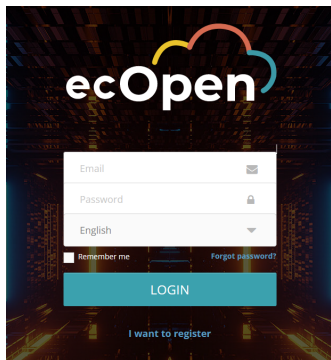 ecOpen
Email
Password
English
Remember me Forgot password?
LOGIN
I want to register